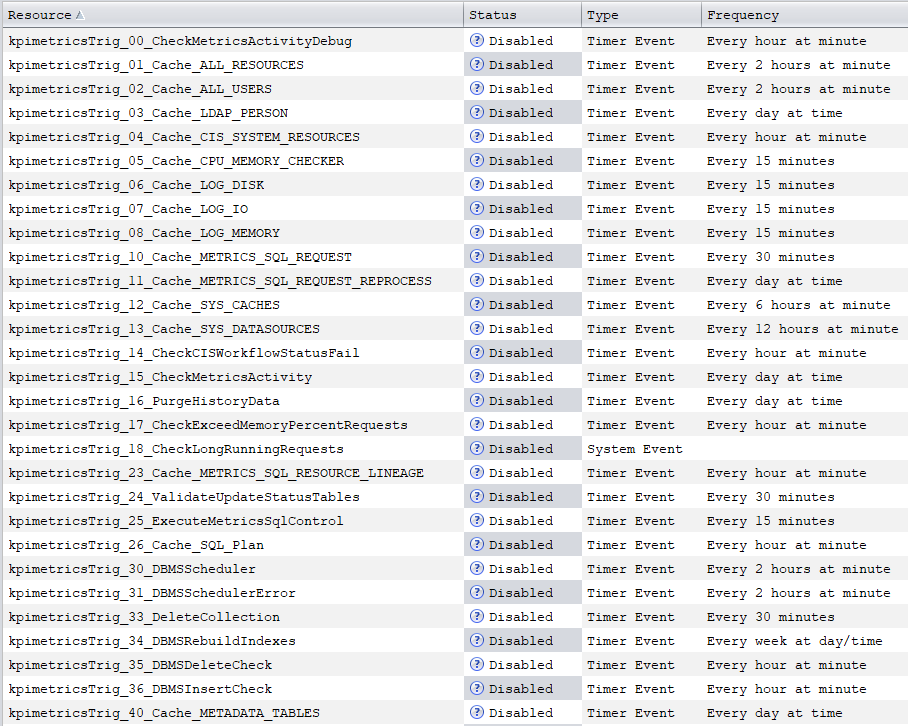 Resource Status Type Frequency
kpimetricsTrig_00_CheckMetricsActivityDebug Disabled Timer Event Every hour at minute
kpimetricsTrig_01_Cache_ALL_RESOURCES Disabled Timer Event Every 2 hours at minute
kpimetricsTrig_02_Cache_ALL_USERS Disabled Timer Event Every 2 hours at minute
kpimetricsTrig_03_Cache_LDAP_PERSON Disabled Timer Event Every day at time
kpimetricsTrig_04_Cache_CIS_SYSTEM_RESOURCES Disabled Timer Event Every hour at minute
kpimetricsTrig_05_Cache_CPU_MEMORY_CHECKER Disabled Timer Event Every 15 minutes
kpimetricsTrig_06_Cache_LOG_DISK Disabled Timer Event Every 15 minutes
kpimetricsTrig_07_Cache_LOG_IO Disabled Timer Event Every 15 minutes
kpimetricsTrig_08_Cache_LOG_MEMORY Disabled Timer Event Every 15 minutes
kpimetricsTrig_10_Cache_METRICS_SQL_REQUEST Disabled Timer Event Every 30 minutes
kpimetricsTrig_11_Cache_METRICS_SQL_REQUEST_REPROCESS Disabled Timer Event Every day at time
kpimetricsTrig_12_Cache_SYS_CACHES Disabled Timer Event Every 6 hours at minute
kpimetricsTrig_13_Cache_SYS_DATASOURCES Disabled Timer Event Every 12 hours at minute
kpimetricsTrig_14_CheckCISWorkflowStatusFail Disabled Timer Event Every hour at minute
kpimetricsTrig_15_CheckMetricsActivity Disabled Timer Event Every day at time
kpimetricsTrig_16_PurgeHistoryData Disabled Timer Event Every day at time
kpimetricsTrig_17_CheckExceedMemoryPercentRequests Disabled Timer Event Every hour at minute
kpimetricsTrig_18_CheckLongRunningRequests Disabled System Event
kpimetricsTrig_23_Cache_METRICS_SQL_RESOURCE_LINEAGE Disabled Timer Event Every hour at minute
kpimetricsTrig_24_ValidateUpdateStatusTables Disabled Timer Event Every 30 minutes
kpimetricsTrig_25_ExecuteMetricsSqlControl Disabled Timer Event Every 15 minutes
kpimetricsTrig_26_Cache_SQL_Plan Disabled Timer Event Every hour at minute
kpimetricsTrig_30_DBMSScheduler Disabled Timer Event Every 2 hours at minute
kpimetricsTrig_31_DBMSSchedulerError Disabled Timer Event Every 2 hours at minute
kpimetricsTrig_33_DeleteCollection Disabled Timer Event Every 30 minutes
kpimetricsTrig_34_DBMSRebuildIndexes Disabled Timer Event Every week at day/time
kpimetricsTrig_35_DBMSDeleteCheck Disabled Timer Event Every hour at minute
kpimetricsTrig_36_DBMSInsertCheck Disabled Timer Event Every hour at minute
kpimetricsTrig_40_Cache_METADATA_TABLES Disabled Timer Event Every day at time